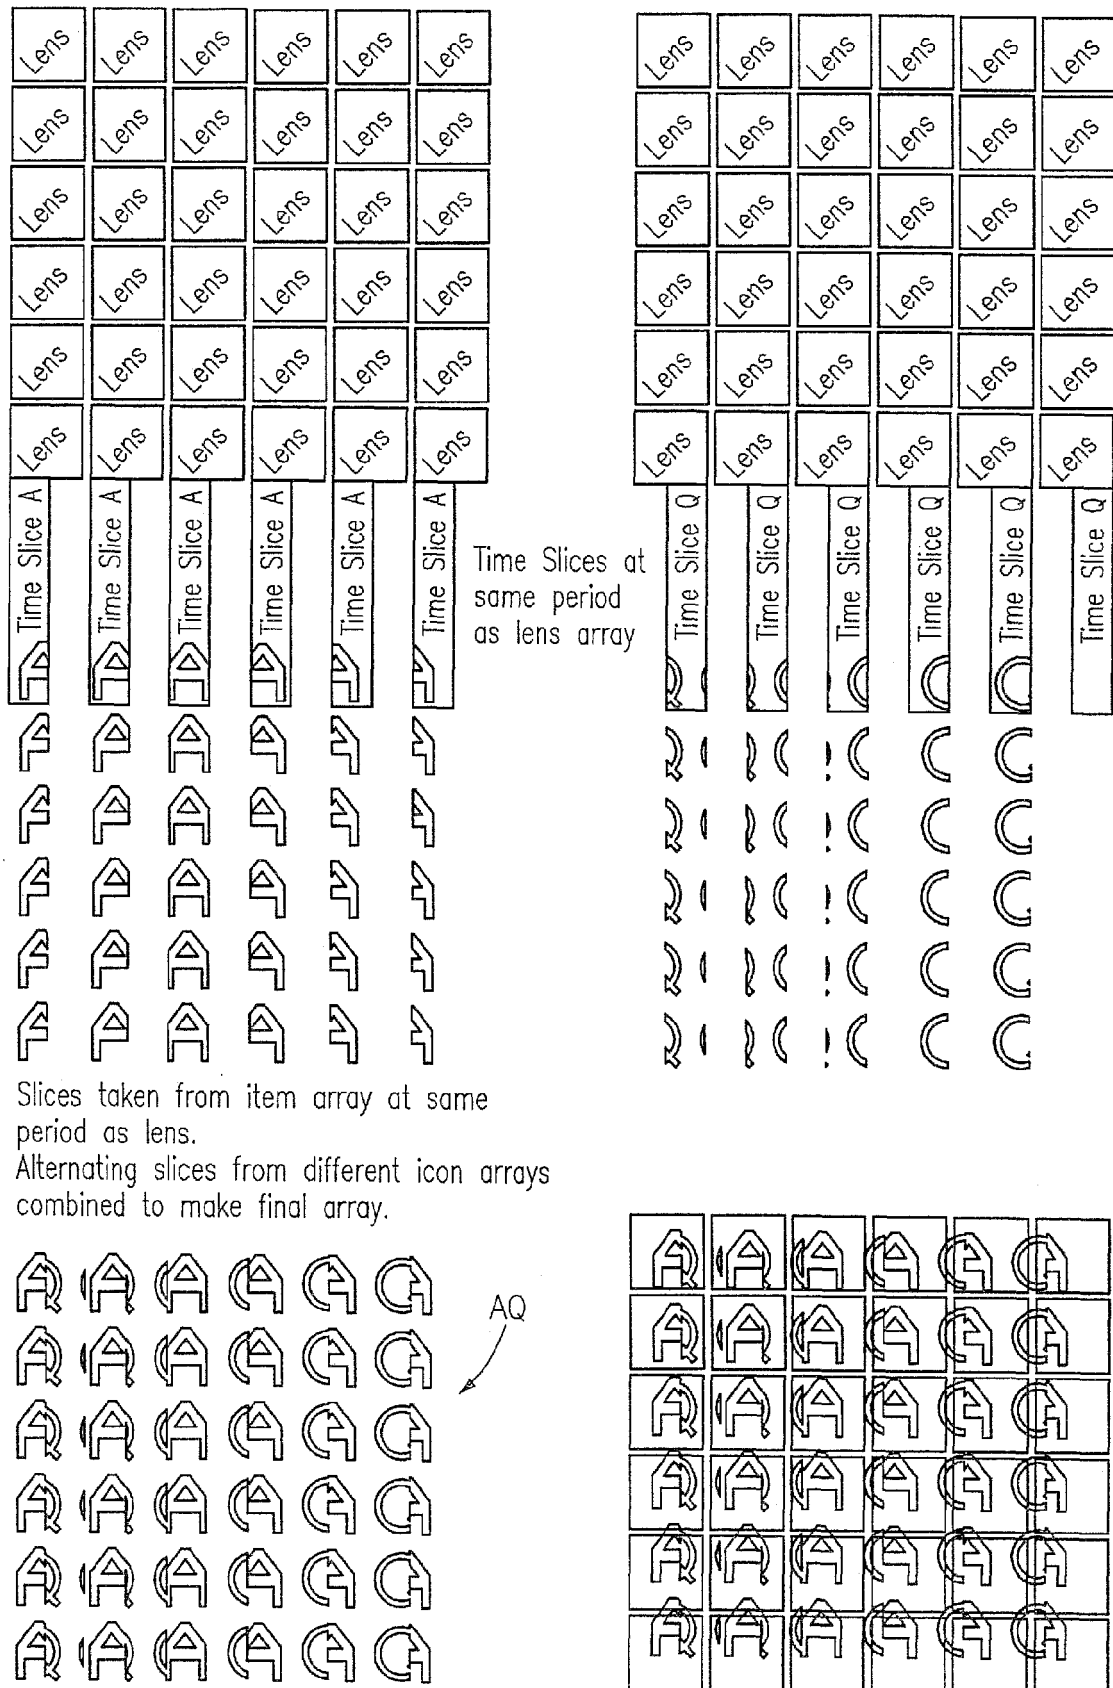 Lens Lens Lens Lens Lens Lens
Lens Lens Lens Lens Lens Lens
Lens Lens Lens Lens Lens Lens
Lens Lens Lens Lens Lens Lens
Lens Lens Lens Lens Lens Lens
Lens Lens Lens Lens Lens Lens
Time Slice A
Time Slice A
Time Slice A
Time Slice A
Time Slice A
Time Slice A
Time Slices at
same period
as lens array
Lens Lens Lens Lens Lens Lens
Lens Lens Lens Lens Lens Lens
Lens Lens Lens Lens Lens Lens
Lens Lens Lens Lens Lens Lens
Lens Lens Lens Lens Lens Lens
Lens Lens Lens Lens Lens Lens
Time Slice Q
Time Slice Q
Time Slice Q
Time Slice Q
Time Slice Q
Time Slice Q
Slices taken from item array at same
period as lens.
Alternating slices from different icon arrays
combined to make final array.
AQ